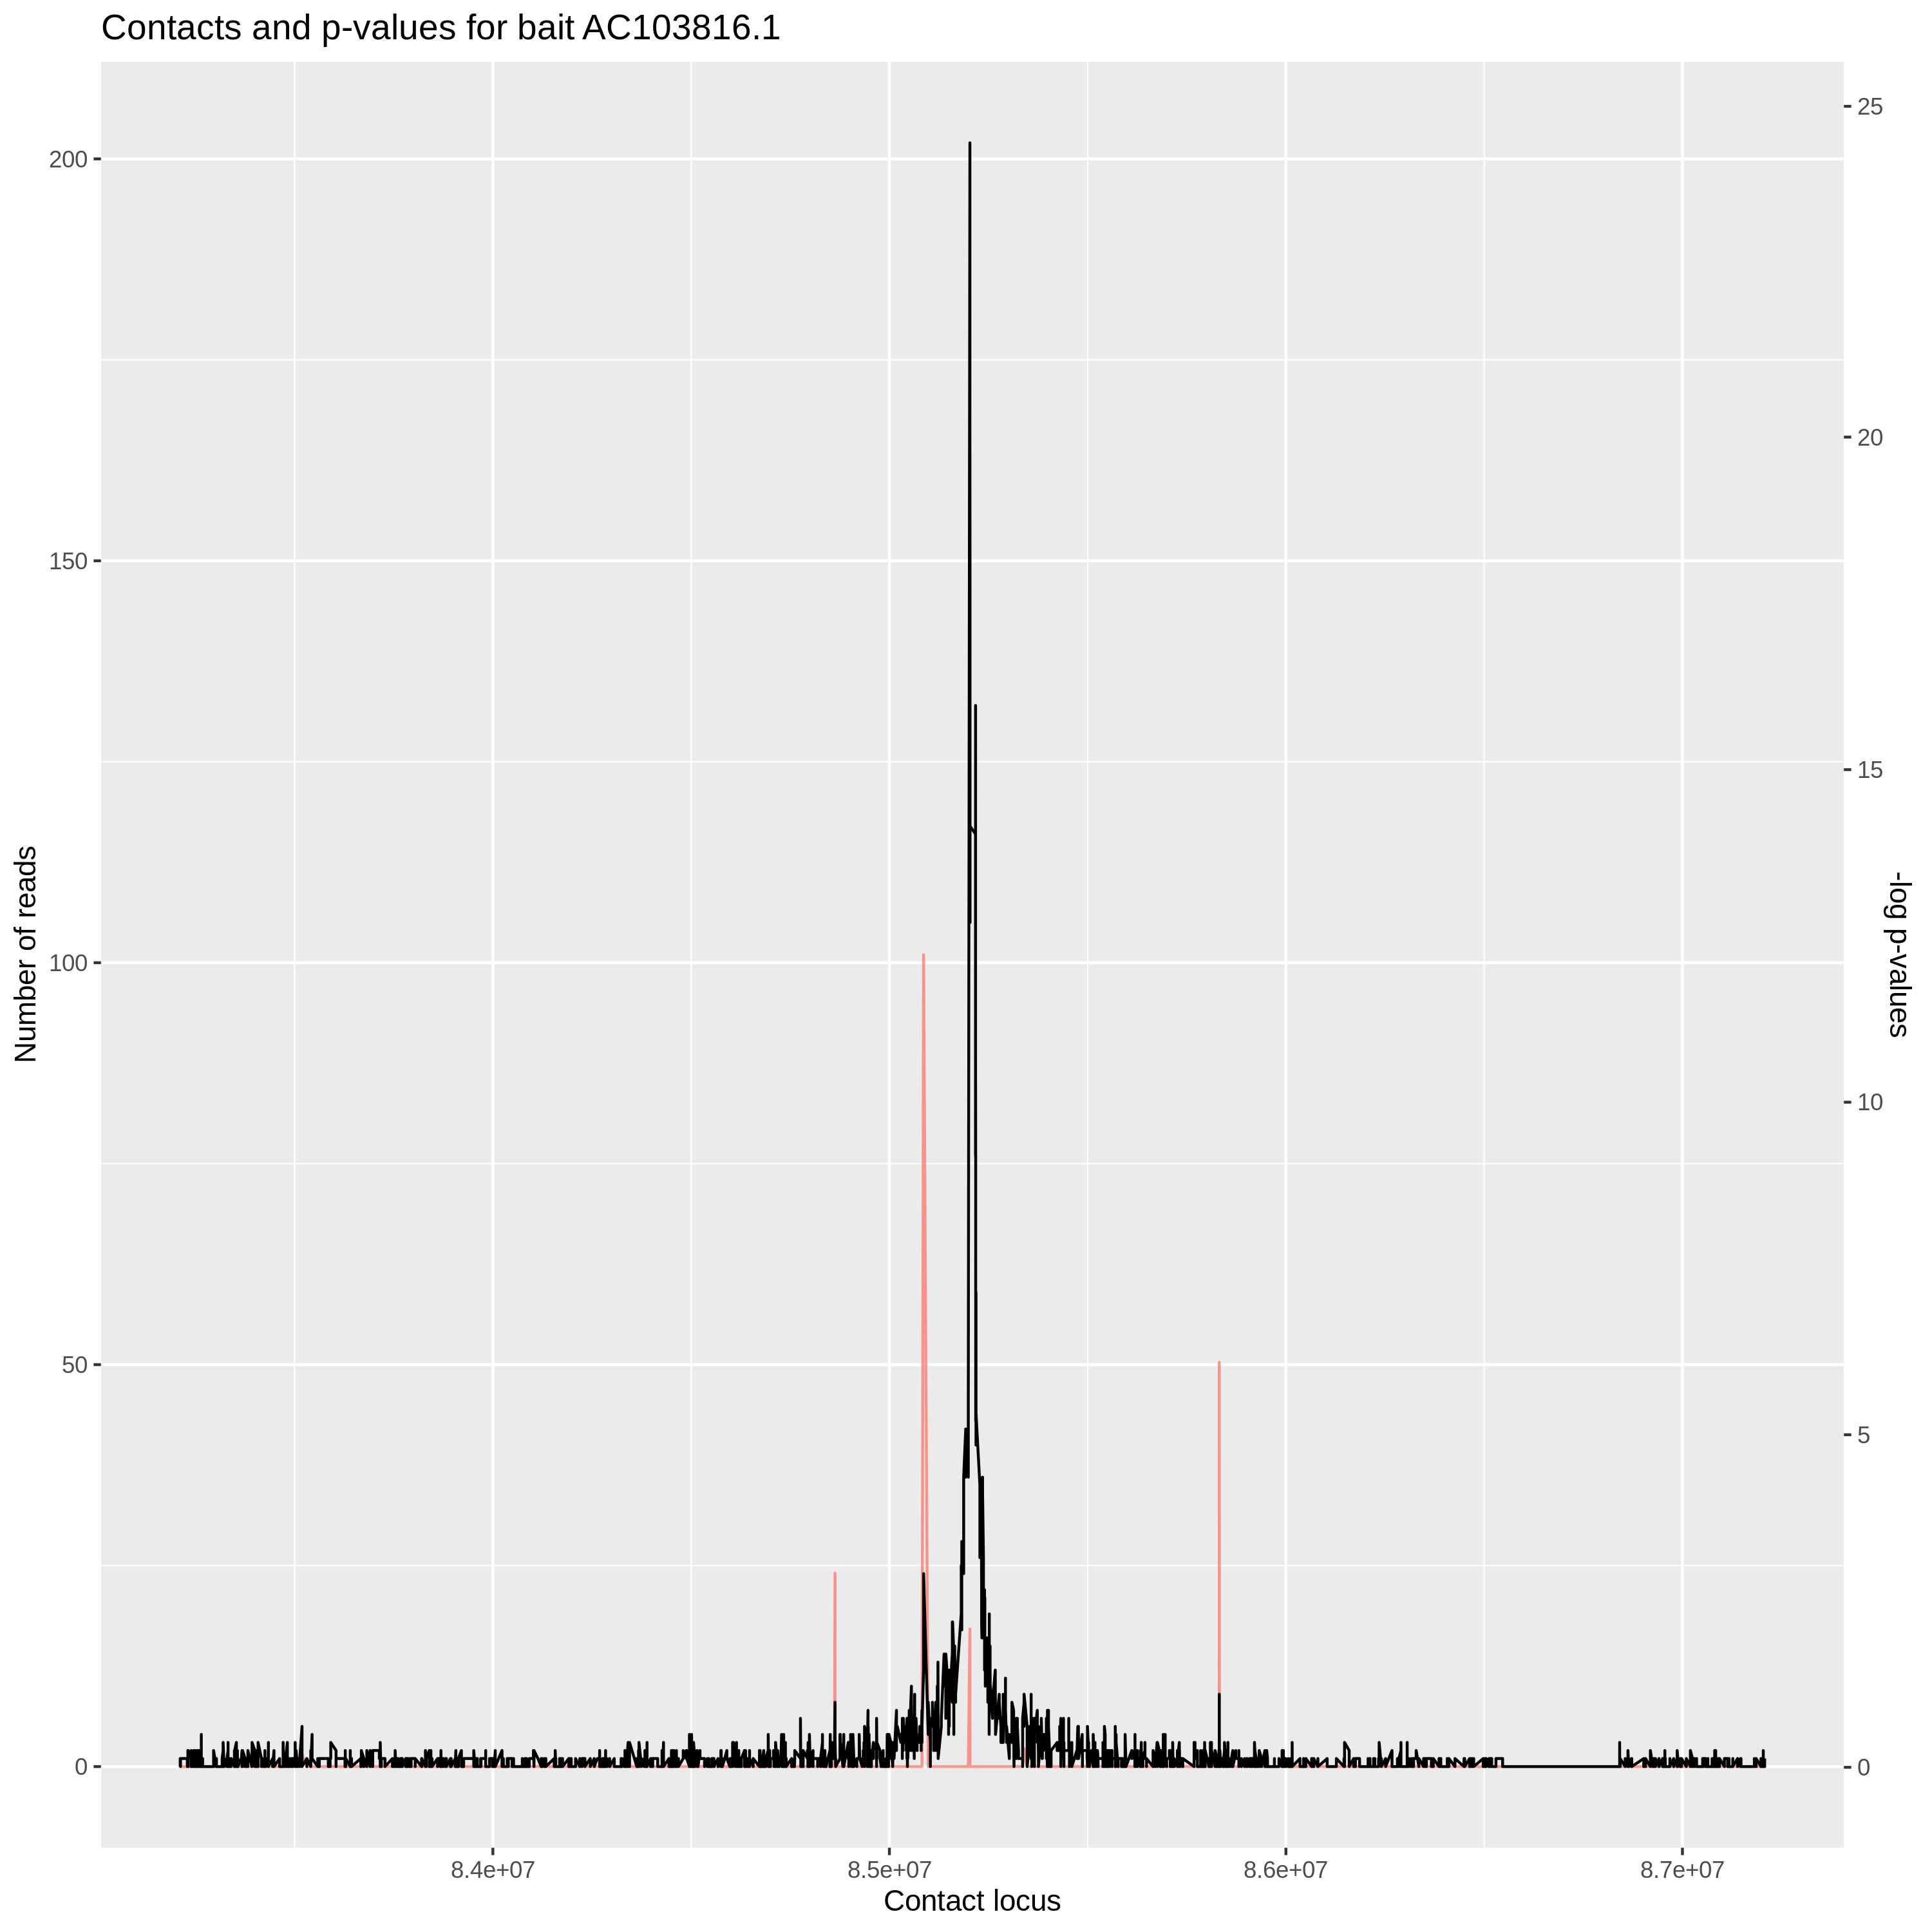 Contacts and p-values for bait AC103816.1
200
150
100
50
0
25
20
15
10
5
0
Number of reads
-log p-values
8.4e+07
8.5e+07
8.6e+07
8.7e+07
Contact locus